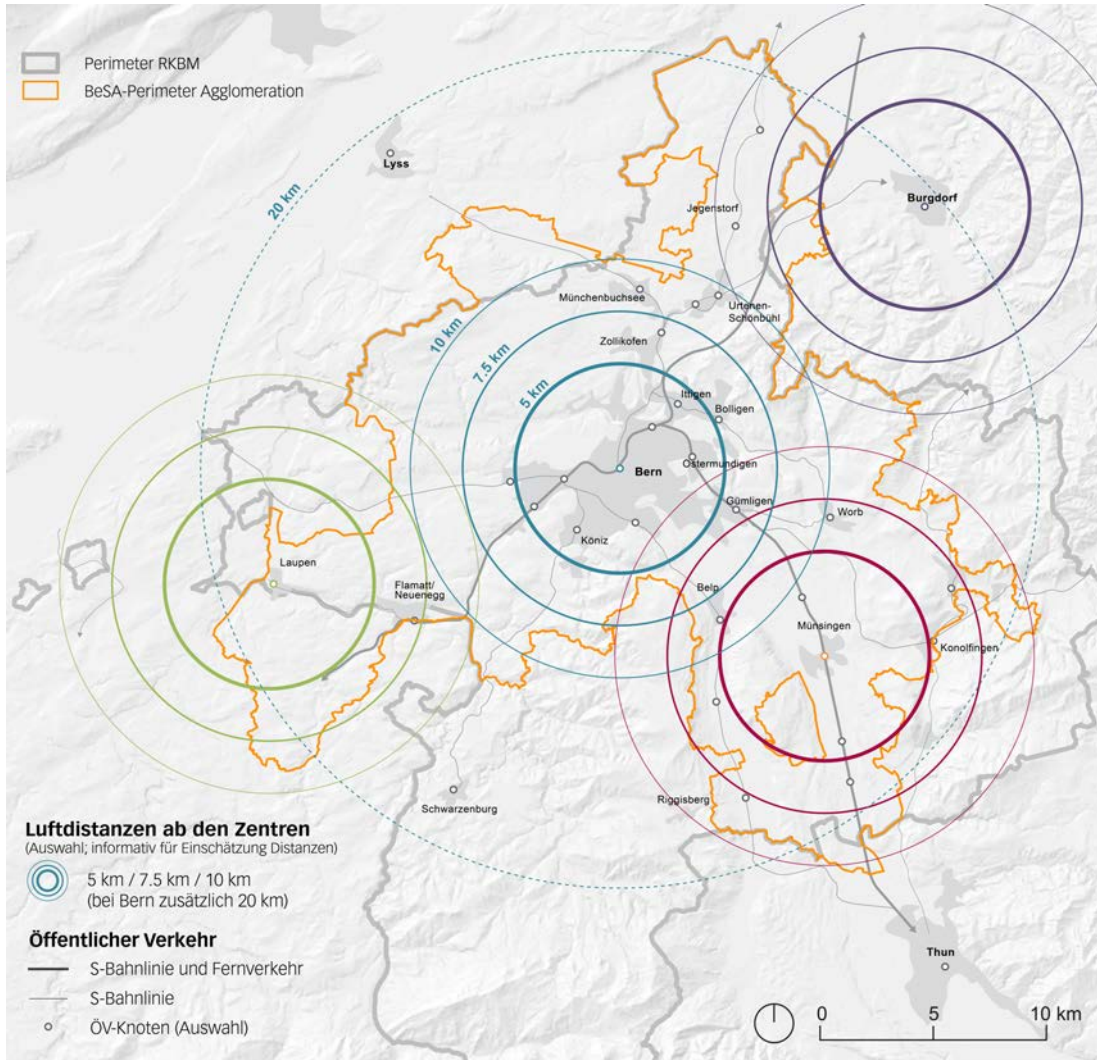 Perimeter RKBM
BeSA-Perimeter Agglomeration
Lyss
20 km
Burgdorf
Jegenstorf
Münchenbuchsee
Urtenen-
Schönbühl
10 km
Zollikofen
7.5 km
5 km
Ittigen
Bolligen
Bern
Ostermundigen
Gümligen
Worb
Köniz
Laupen
Flamatt/
Neuenegg
Belp
Münsingen
Konolfingen
Schwarzenburg
Riggisberg
Thun
Luftdistanzen ab den Zentren
(Auswahl; informativ für Einschätzung Distanzen)
5 km / 7.5 km / 10 km
(bei Bern zusätzlich 20 km)
Öffentlicher Verkehr
S-Bahnlinie und Fernverkehr
S-Bahnlinie
ÖV-Knoten (Auswahl)
0 5 10 km